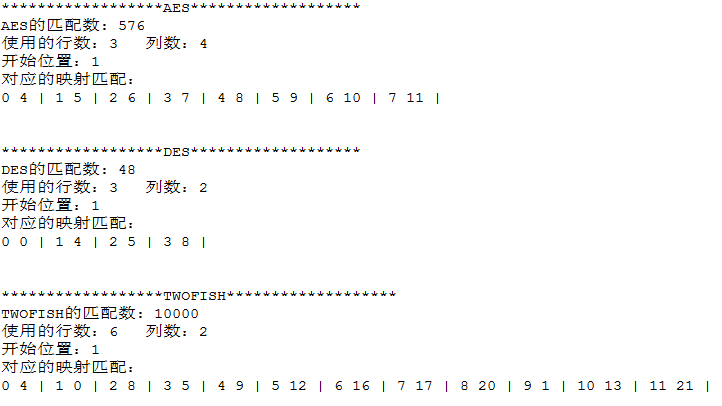 ******************AES*******************
AES的匹配数：576
使用的行数：3 列数：4
开始位置：1
对应的映射匹配：
0 4 | 1 5 | 2 6 | 3 7 | 4 8 | 5 9 | 6 10 | 7 11 |
******************DES*******************
DES的匹配数：48
使用的行数：3 列数：2
开始位置：1
对应的映射匹配：
0 0 | 1 4 | 2 5 | 3 8 |
******************TWOFISH*******************
TWOFISH的匹配数：10000
使用的行数：6 列数：2
开始位置：1
对应的映射匹配：
0 4 | 1 0 | 2 8 | 3 5 | 4 9 | 5 12 | 6 16 | 7 17 | 8 20 | 9 1 | 10 13 | 11 21 |